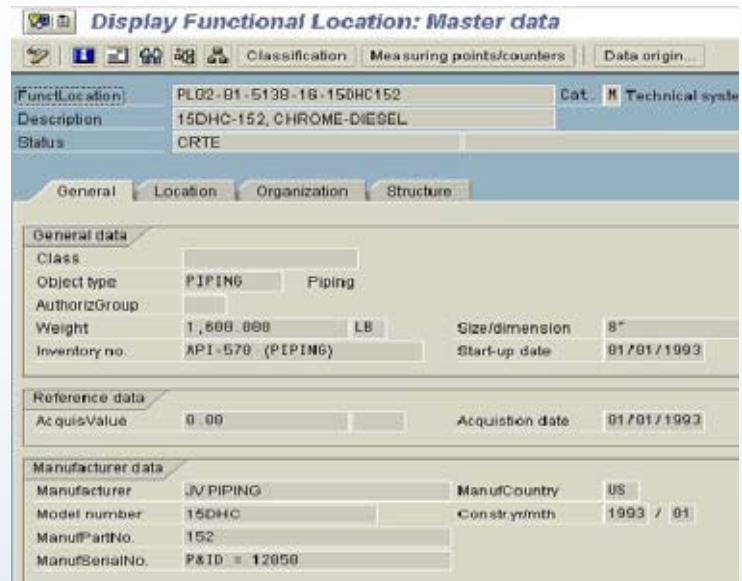 Display Functional Location: Master data
Classification Measuring points/counters Data origin...
FunctLocation PL02-01-5138-16-15DHC152 Cat. M Technical syste
Description 15DHC-152, CHROME-DIESEL
Status CRTE
General Location Organization Structure
General data
Class
Object type PIPING Piping
AuthorizGroup
Weight 1,600.000 LB Size/dimension 8"
Inventory no. API-570 (PIPING) Start-up date 01/01/1993
Reference data
AcquisValue 0.00 Acquistion date 01/01/1993
Manufacturer data
Manufacturer JV PIPING ManufCountry US
Model number 15DHC Constr.yr/mth 1993 / 01
ManufPartNo. 152
ManufSerialNo. P&ID = 12050